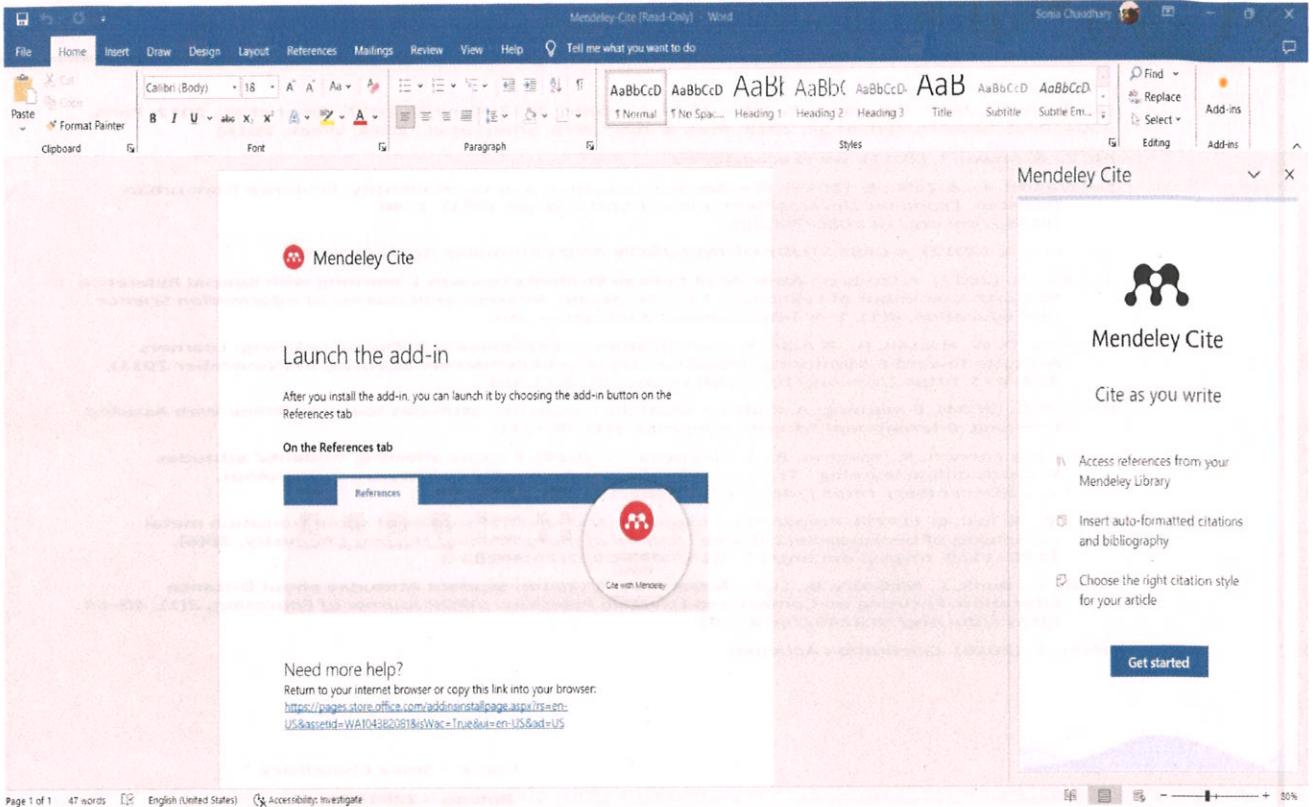 Mendeley-Cite [Read-Only] - Word
Sonia Chaudhary
File Home Insert Draw Design Layout References Mailings Review View Help Tell me what you want to do
Paste
Cut
Copy
Format Painter
Clipboard
Calibri (Body) 18
Font
Paragraph
AaBbCcD AaBbCcD AaBb AaBbC AaBbCcD AaB AaBbCcD AaBbCcD
¶ Normal ¶ No Spac... Heading 1 Heading 2 Heading 3 Title Subtitle Subtle Em...
Styles
Find
Replace
Select
Editing
Add-ins
Add-ins
Mendeley Cite
Launch the add-in
After you install the add-in, you can launch it by choosing the add-in button on the
References tab
On the References tab
References
Cite with Mendeley
Need more help?
Return to your internet browser or copy this link into your browser:
https://pages.store.office.com/addinsinstallpage.aspx?rs=en-
US&assetid=WA104382081&isWac=True&ui=en-US&ad=US
Mendeley Cite
Mendeley Cite
Cite as you write
Access references from your
Mendeley Library
Insert auto-formatted citations
and bibliography
Choose the right citation style
for your article
Get started
Page 1 of 1 47 words English (United States) Accessibility: Investigate
80%